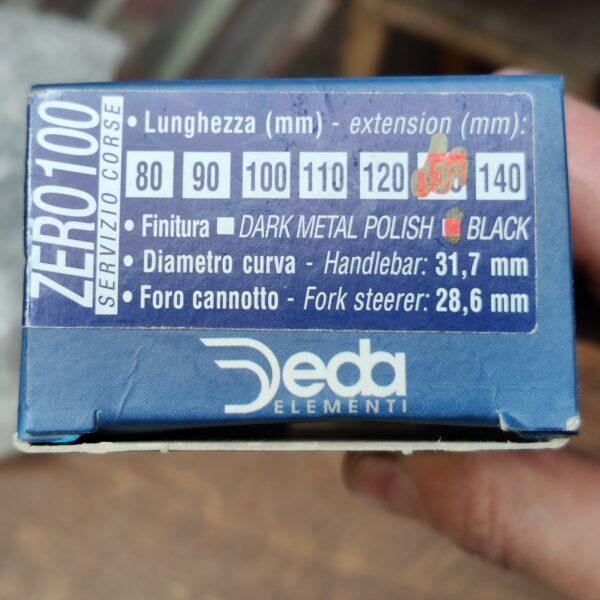 ZERO100
SERVIZIO CORSE
• Lunghezza (mm) - extension (mm):
80 90 100 110 120 130 140
• Finitura DARK METAL POLISH BLACK
• Diametro curva - Handlebar: 31,7 mm
• Foro cannotto - Fork steerer: 28,6 mm
Deda
ELEMENTI